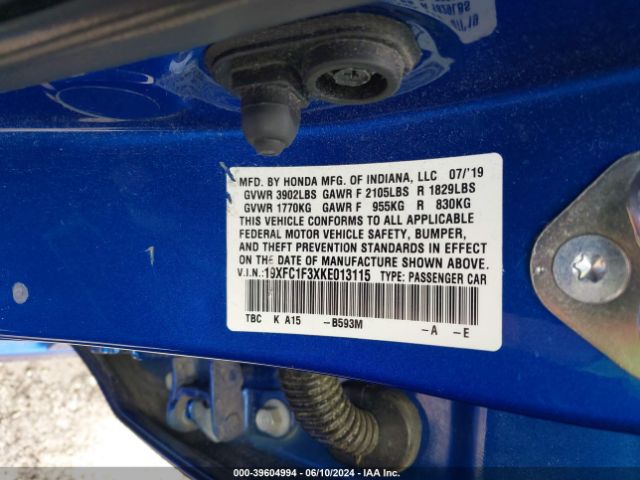 MFD. BY HONDA MFG. OF INDIANA, LLC 07/'19
GVWR 3902LBS GAWR F 2105LBS R 1829LBS
GVWR 1770KG GAWR F 955KG R 830KG
THIS VEHICLE CONFORMS TO ALL APPLICABLE
FEDERAL MOTOR VEHICLE SAFETY, BUMPER,
AND THEFT PREVENTION STANDARDS IN EFFECT
ON THE DATE OF MANUFACTURE SHOWN ABOVE.
V.I.N.:19XFC1F3XKE013115 TYPE: PASSENGER CAR
TBC K A15 -B593M -A -E
00-39604994 - 06/10/2024 - IAA Inc.